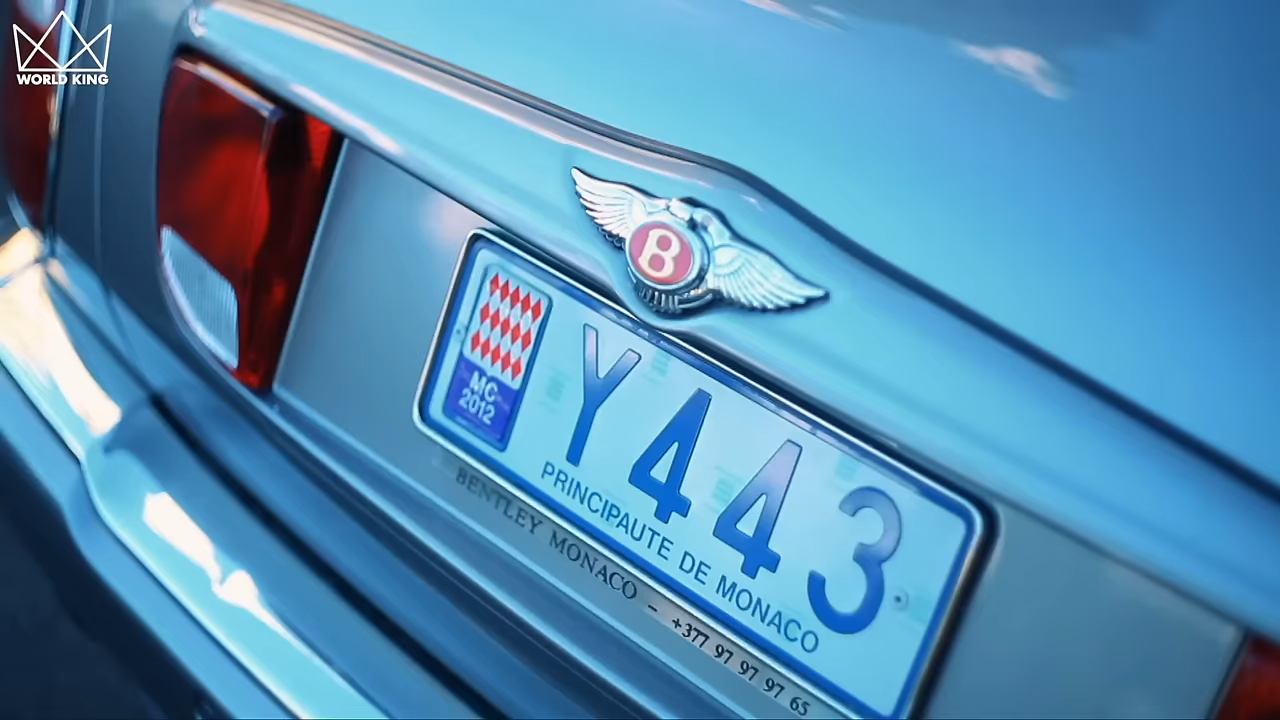 WORLD KING
B
MC
2012
Y443
PRINCIPAUTE DE MONACO
BENTLEY MONACO - +377 97 97 97 65